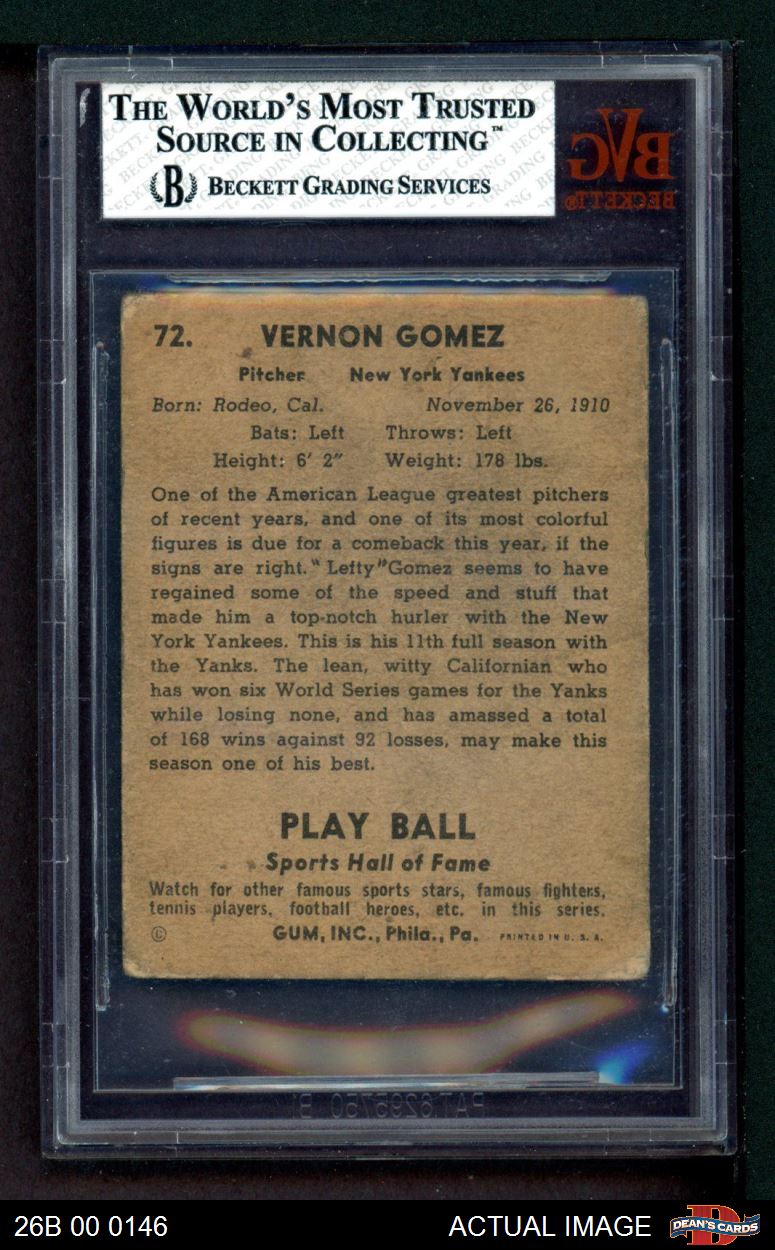 THE WORLD'S MOST TRUSTED
SOURCE IN COLLECTING™
B BECKETT GRADING SERVICES
BVG
BECKETT®
72. VERNON GOMEZ
Pitcher New York Yankees
Born: Rodeo, Cal. November 26, 1910
Bats: Left Throws: Left
Height: 6' 2" Weight: 178 lbs.
One of the American League greatest pitchers
of recent years, and one of its most colorful
figures is due for a comeback this year, if the
signs are right. "Lefty" Gomez seems to have
regained some of the speed and stuff that
made him a top-notch hurler with the New
York Yankees. This is his 11th full season with
the Yanks. The lean, witty Californian who
has won six World Series games for the Yanks
while losing none, and has amassed a total
of 168 wins against 92 losses, may make this
season one of his best.
PLAY BALL
Sports Hall of Fame
Watch for other famous sports stars, famous fighters,
tennis players, football heroes, etc. in this series.
© GUM, INC., Phila., Pa. PRINTED IN U. S. A.
PAT.6295750 B1
26B 00 0146 ACTUAL IMAGE D DEAN'S CARDS